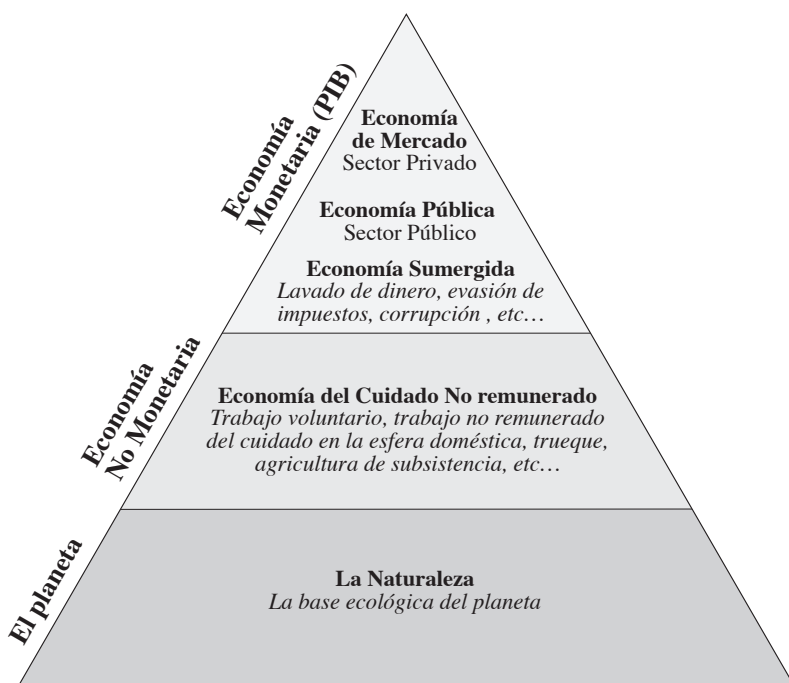 Economía
Monetaria (PIB)
Economía
de Mercado
Sector Privado
Economía Pública
Sector Público
Economía Sumergida
Lavado de dinero, evasión de
impuestos, corrupción , etc…
Economía
No Monetaria
Economía del Cuidado No remunerado
Trabajo voluntario, trabajo no remunerado
del cuidado en la esfera doméstica, trueque,
agricultura de subsistencia, etc…
El planeta
La Naturaleza
La base ecológica del planeta